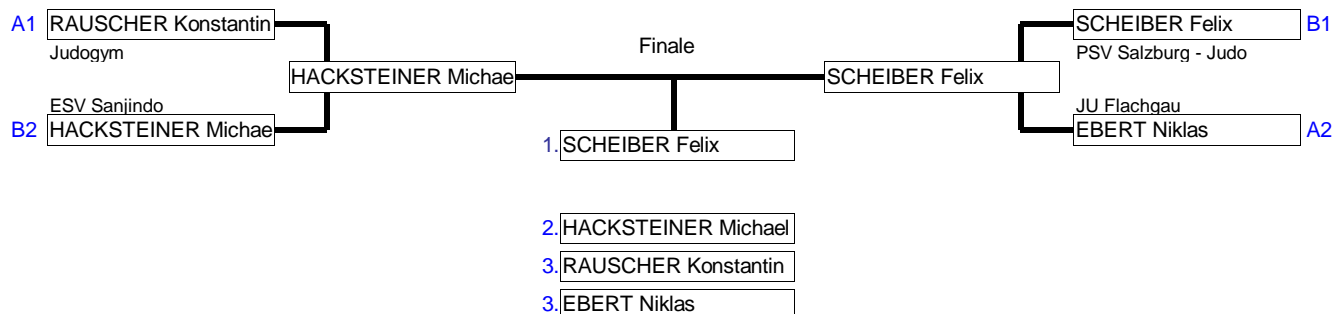 A1 RAUSCHER Konstantin
Judogym
ESV Sanjindo
B2 HACKSTEINER Michae
HACKSTEINER Michae
Finale
SCHEIBER Felix
SCHEIBER Felix B1
PSV Salzburg - Judo
JU Flachgau
EBERT Niklas A2
1. SCHEIBER Felix
2. HACKSTEINER Michael
3. RAUSCHER Konstantin
3. EBERT Niklas